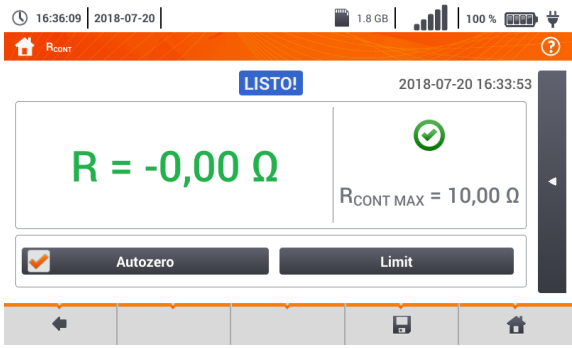 16:36:09 2018-07-20 1.8 GB 100 %
RCONT ?
LISTO! 2018-07-20 16:33:53
R = -0,00 Ω
RCONT MAX = 10,00 Ω
Autozero Limit